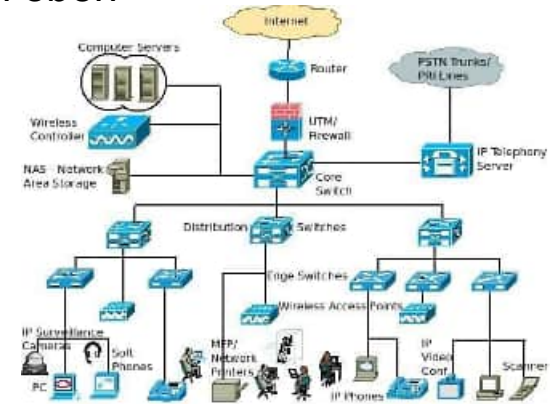 Internet
Computer Servers
Router
PSTN Trunks/
PRI Lines
Wireless
Controller
UTM/
Firewall
IP Telephony
Server
NAS - Network
Area Storage
Core
Switch
Distribution
Switches
Edge Switches
Wireless Access Points
IP Surveillance
Cameras
Soft
Phones
MFP/
Network
Printers
IP
Video
Conf
Scanner
PC
IP Phones